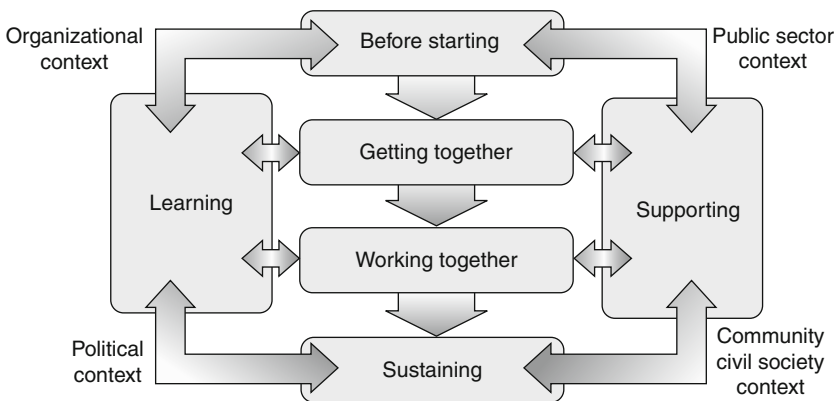 Organizational
context
Before starting
Public sector
context
Getting together
Learning
Supporting
Working together
Political
context
Sustaining
Community
civil society
context